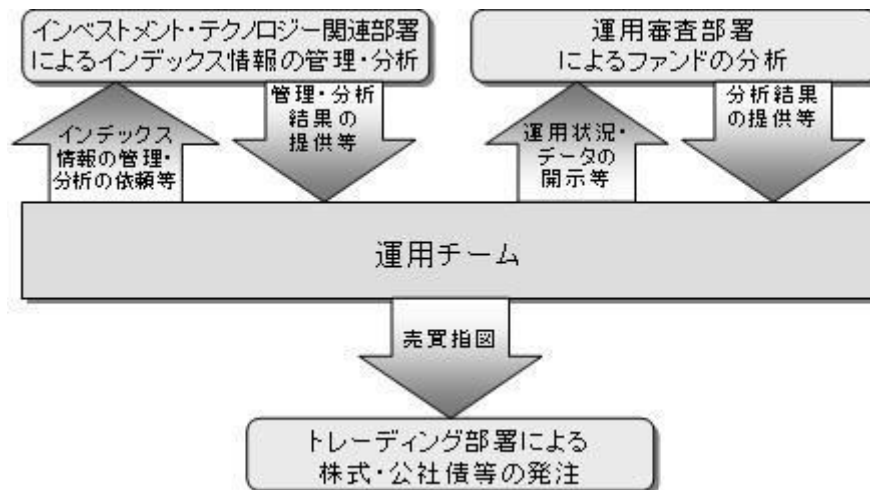 インベストメント・テクノロジー関連部署
によるインデックス情報の管理・分析
運用審査部署
によるファンドの分析
インデックス
情報の管理・
分析の依頼等
管理・分析
結果の
提供等
運用状況・
データの
開示等
分析結果
の提供等
運用チーム
売買指図
トレーディング部署による
株式・公社債等の発注